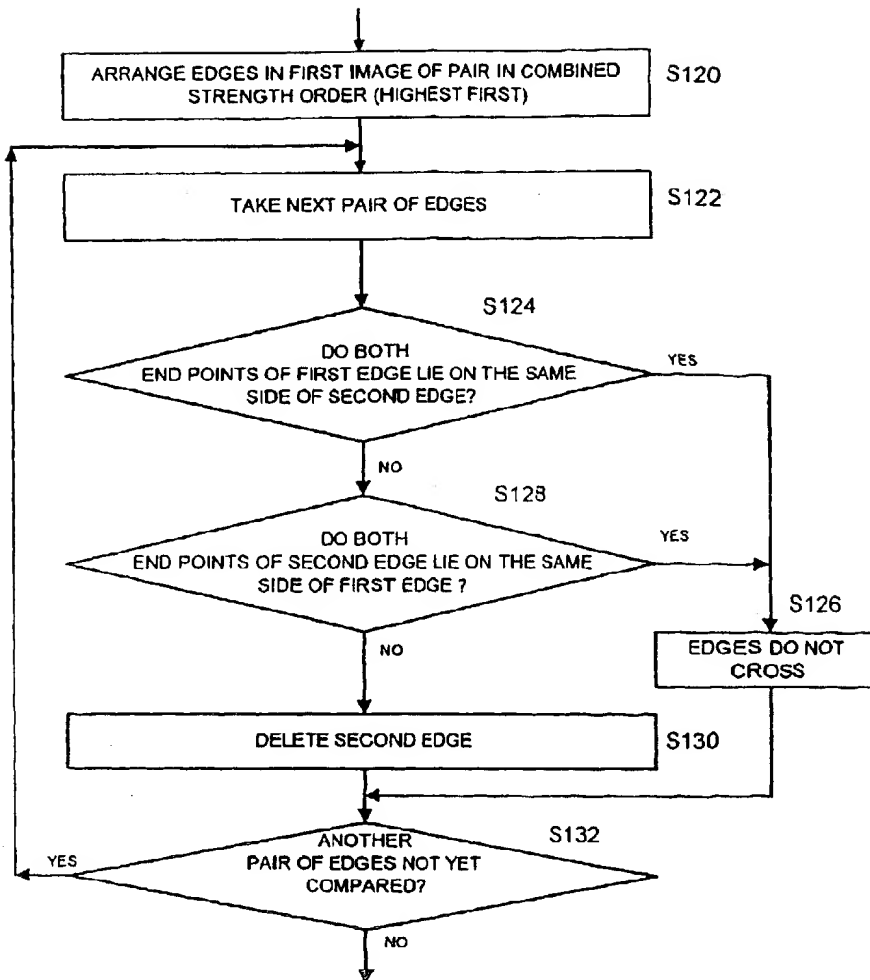 ARRANGE EDGES IN FIRST IMAGE OF PAIR IN COMBINED
STRENGTH ORDER (HIGHEST FIRST)
S120
TAKE NEXT PAIR OF EDGES
S122
S124
DO BOTH
END POINTS OF FIRST EDGE LIE ON THE SAME
SIDE OF SECOND EDGE?
YES
NO
S128
DO BOTH
END POINTS OF SECOND EDGE LIE ON THE SAME
SIDE OF FIRST EDGE ?
YES
NO
S126
EDGES DO NOT
CROSS
DELETE SECOND EDGE
S130
S132
ANOTHER
PAIR OF EDGES NOT YET
COMPARED?
YES
NO